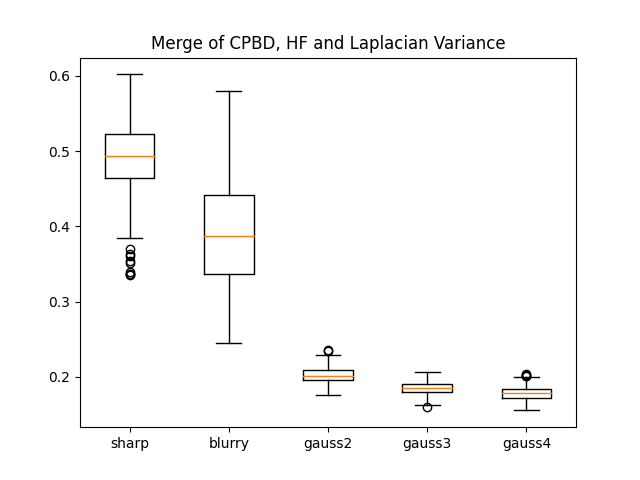 Merge of CPBD, HF and Laplacian Variance
0.6
0.5
0.4
0.3
0.2
sharp blurry gauss2 gauss3 gauss4